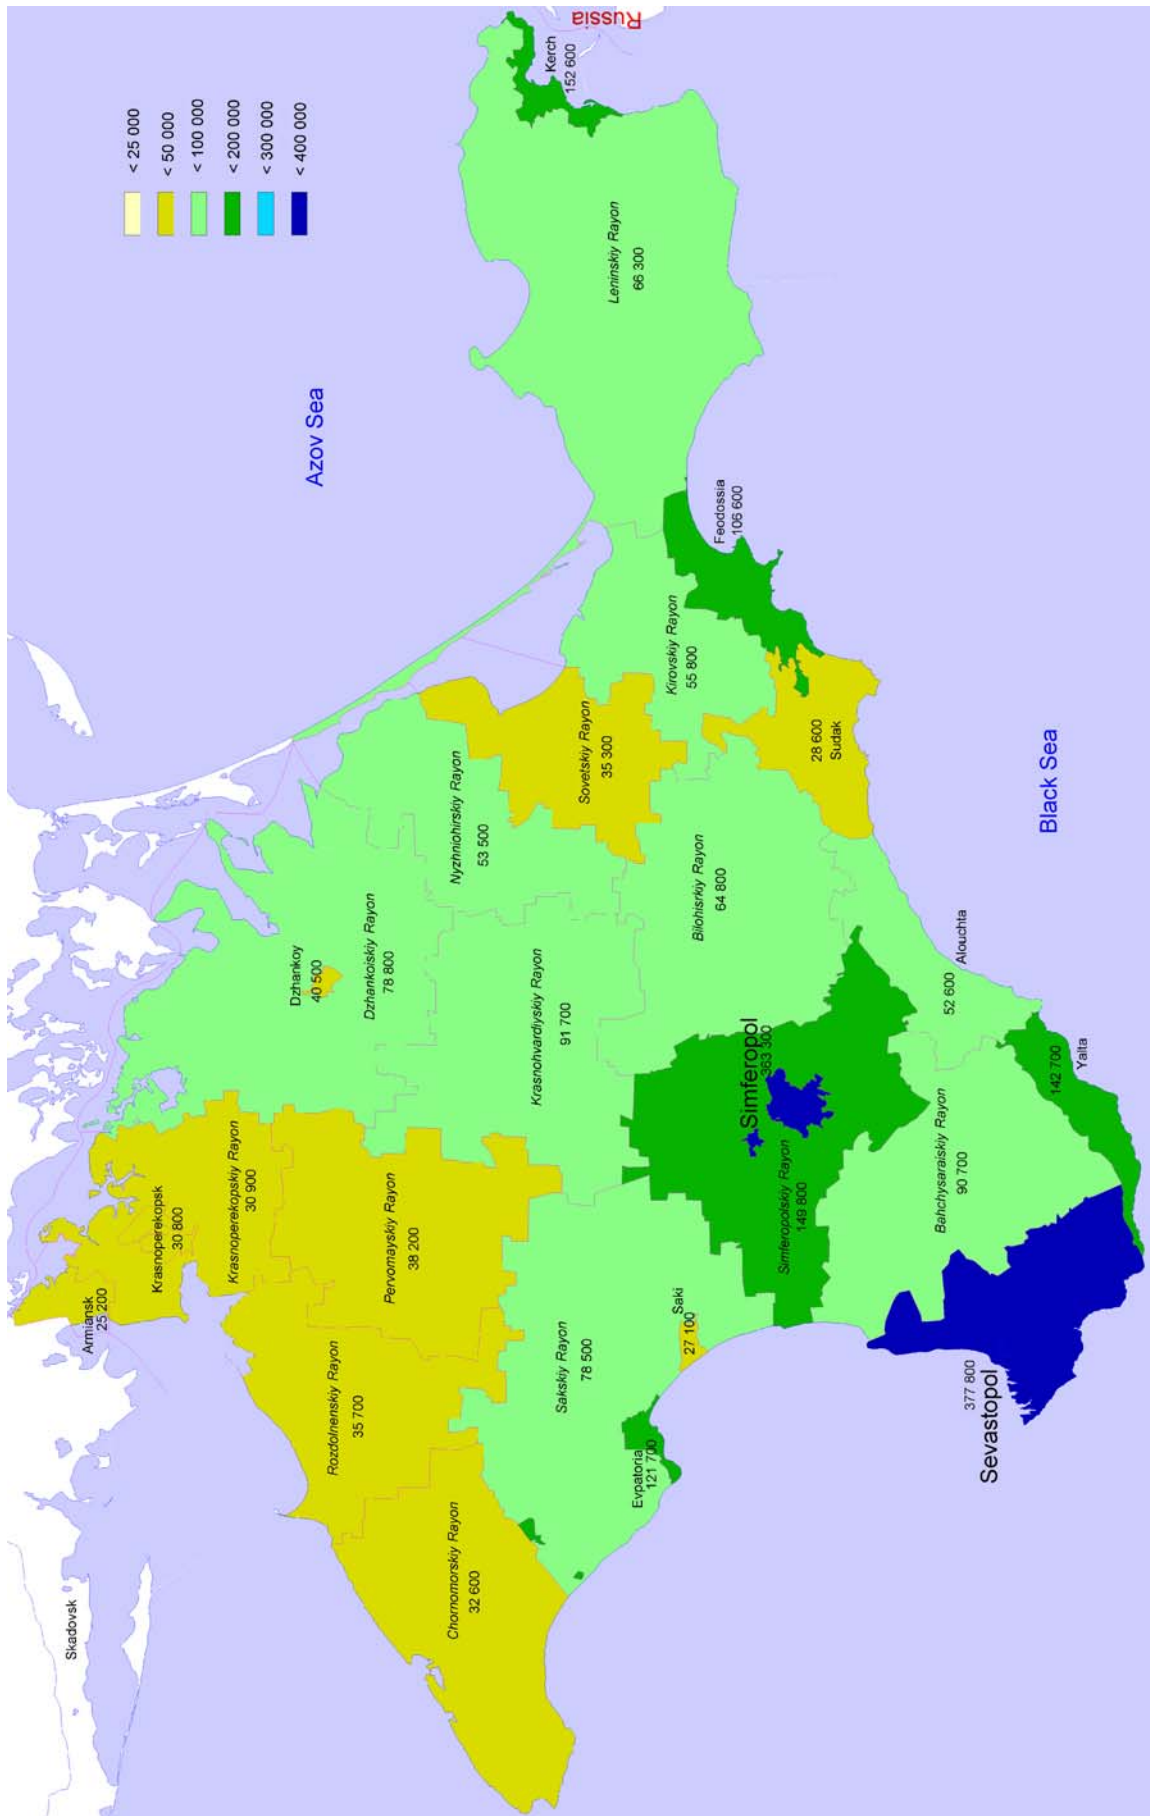 Skadovsk
Armiansk
25 200
Krasnoperekopsk
30 800
Krasnoperekopskiy Rayon
30 900
Rozdolnenskiy Rayon
35 700
Pervomayskiy Rayon
38 200
Chornomorskiy Rayon
32 600
Dzhankoy
40 500
Dzhankoiskiy Rayon
78 800
Nyzhniohirskiy Rayon
53 500
Krasnohvardiyskiy Rayon
91 700
Sakskiy Rayon
78 500
Evpatoria
121 700
Saki
27 100
Sovetskiy Rayon
35 300
Kirovskiy Rayon
55 800
Bilohisrkiy Rayon
64 800
Simferopol
363 300
Simferopolskiy Rayon
149 800
Bahchysaraiskiy Rayon
90 700
377 800
Sevastopol
142 700
Yalta
52 600
Alouchta
28 600
Sudak
Feodossia
106 600
Leninskiy Rayon
66 300
Kerch
152 600
Russia
Azov Sea
Black Sea
< 25 000
< 50 000
< 100 000
< 200 000
< 300 000
< 400 000